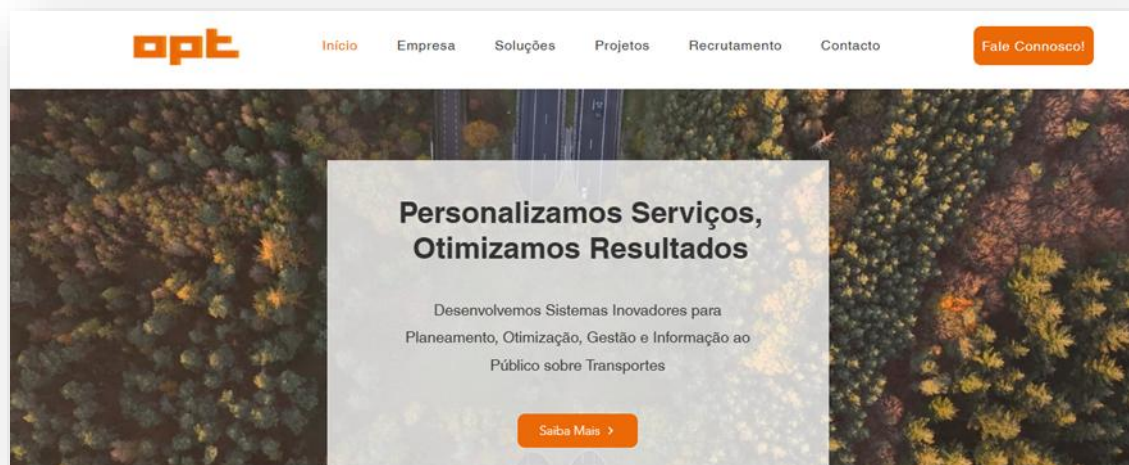 opt
Início Empresa Soluções Projetos Recrutamento Contacto Fale Connosco!
Personalizamos Serviços,
Otimizamos Resultados
Desenvolvemos Sistemas Inovadores para
Planeamento, Otimização, Gestão e Informação ao
Público sobre Transportes
Saiba Mais >